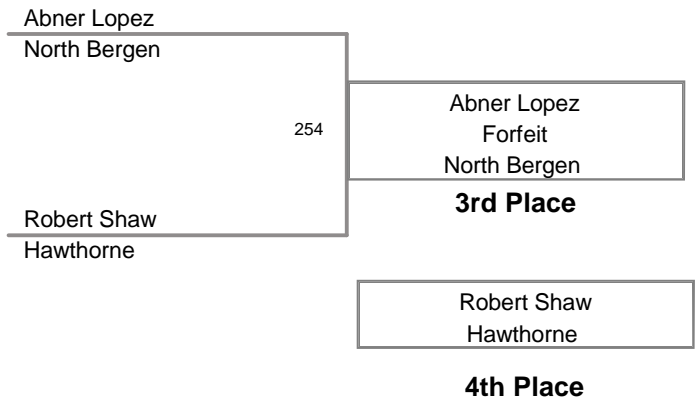 Abner Lopez
North Bergen
254
Abner Lopez
Forfeit
North Bergen
3rd Place
Robert Shaw
Hawthorne
Robert Shaw
Hawthorne
4th Place